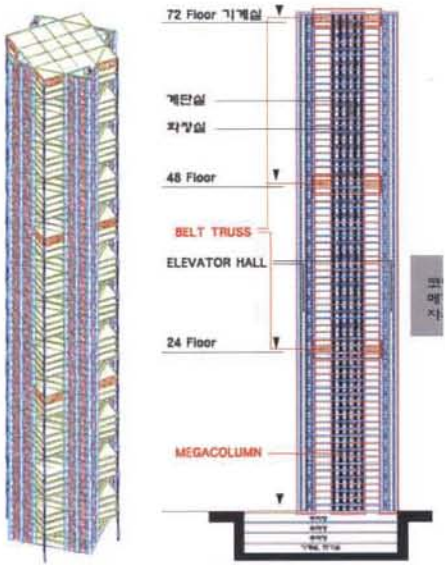 72 Floor 기계실
계단실
화장실
48 Floor
BELT TRUSS
ELEVATOR HALL
24 Floor
MEGACOLUMN